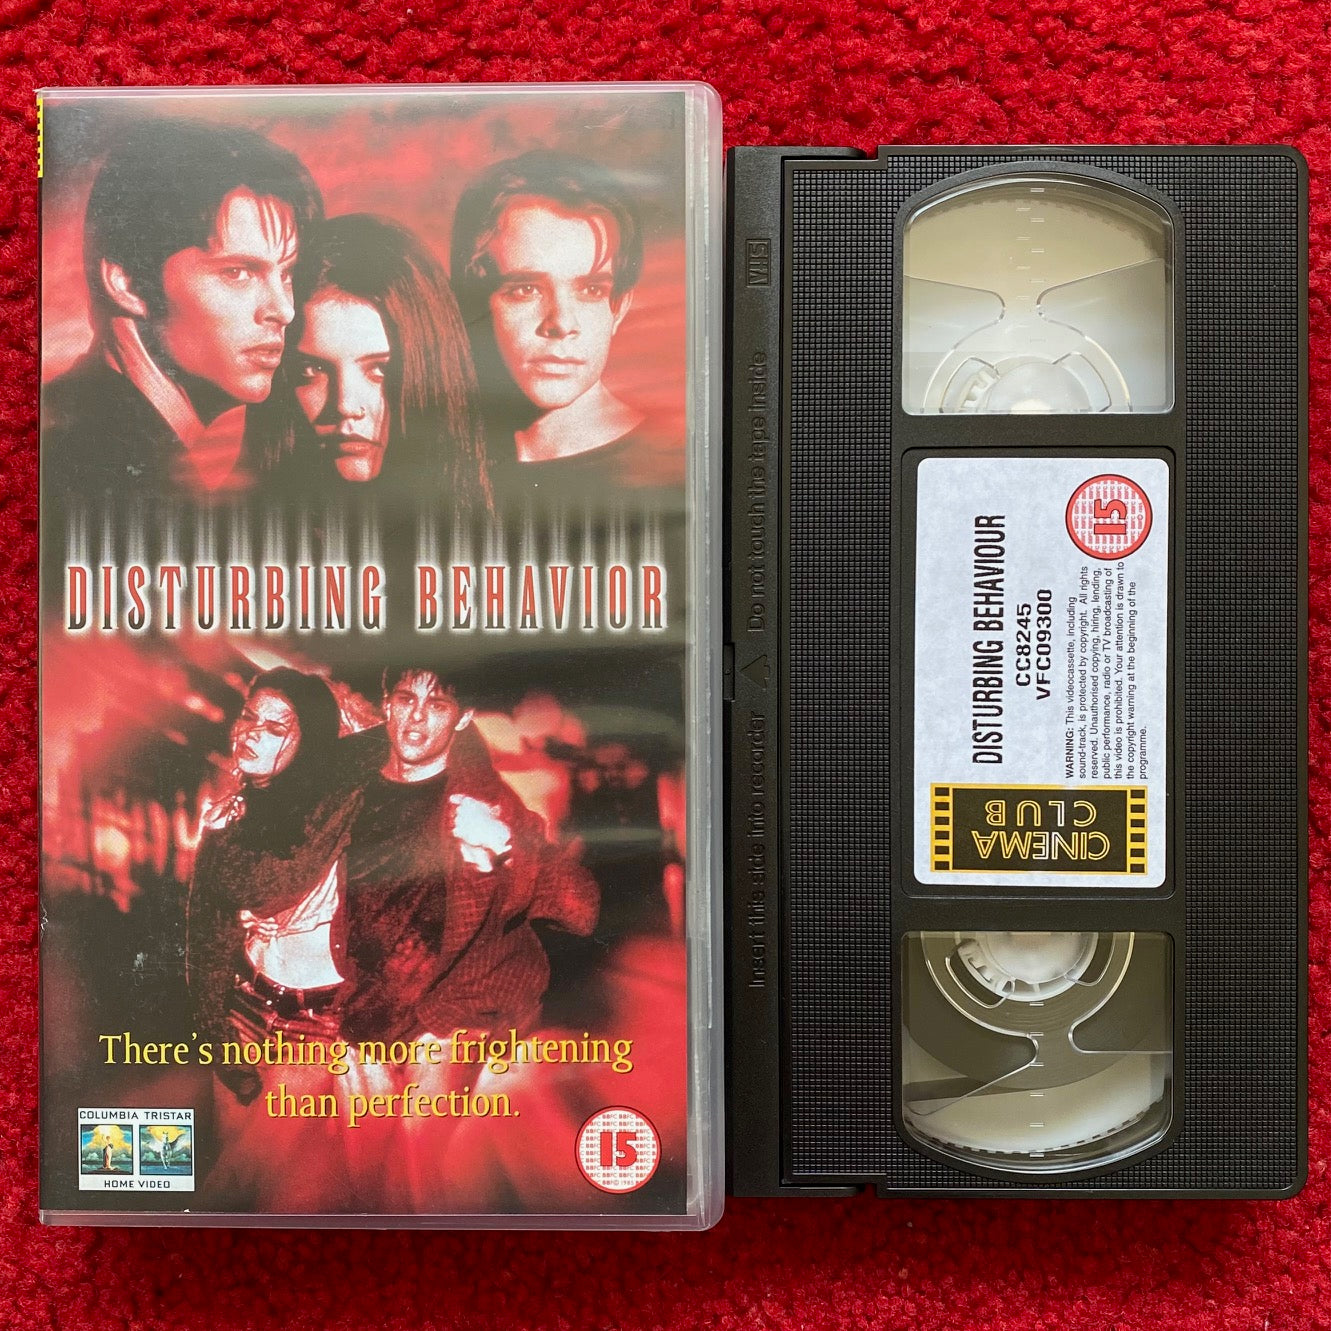 DISTURBING BEHAVIOR
There's nothing more frightening
than perfection.
COLUMBIA TRISTAR
HOME VIDEO
15
VHS
Do not touch the tape inside
Insert this side into recorder
15
DISTURBING BEHAVIOUR
CC8245
VFC09300
WARNING: This videocassette, including
sound-track, is protected by copyright. All rights
reserved. Unauthorised copying, hiring, lending,
public performance, radio or TV broadcasting of
this video is prohibited. Your attention is drawn to
the copyright warning at the beginning of the
programme.
CINEMA
CLUB